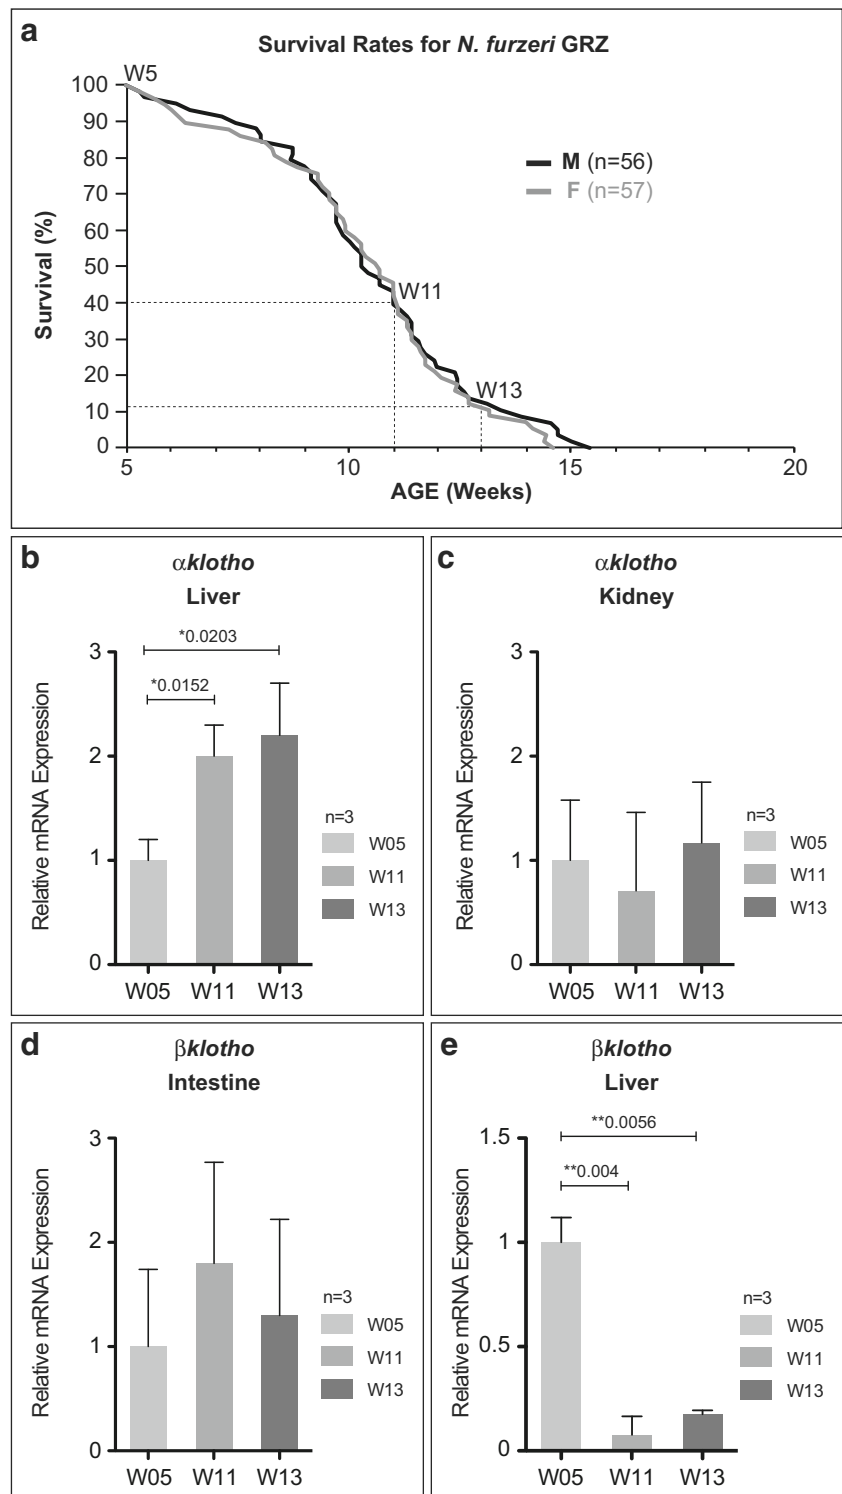 a
Survival Rates for N. furzeri GRZ
W5
100
90
80
70
60
50
40
30
20
10
0
Survival (%)
M (n=56)
F (n=57)
W11
W13
5
10
15
20
AGE (Weeks)
b
αklotho
Liver
*0.0203
*0.0152
3
2
1
0
Relative mRNA Expression
n=3
W05
W11
W13
W05 W11 W13
c
αklotho
Kidney
3
2
1
0
Relative mRNA Expression
n=3
W05
W11
W13
W05 W11 W13
d
βklotho
Intestine
3
2
1
0
Relative mRNA Expression
n=3
W05
W11
W13
W05 W11 W13
e
βklotho
Liver
**0.0056
**0.004
1.5
1
0.5
0
Relative mRNA Expression
n=3
W05
W11
W13
W05 W11 W13